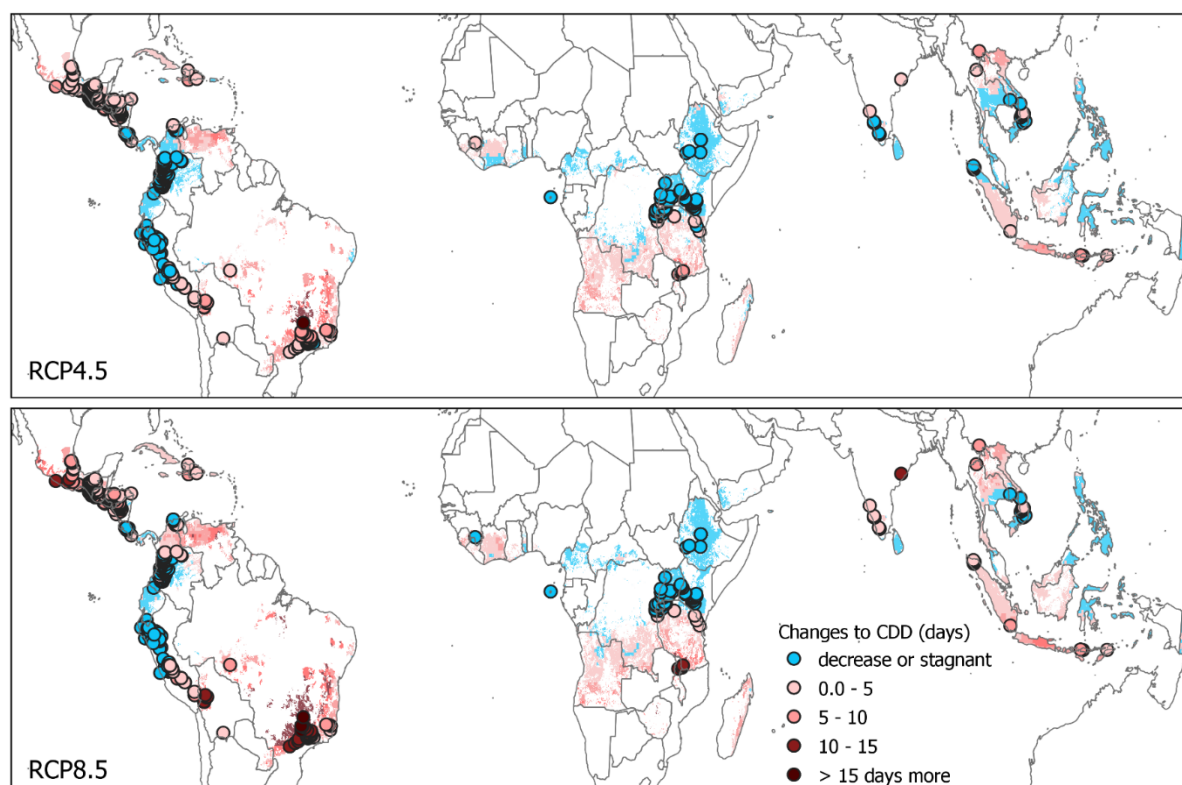 RCP4.5
Changes to CDD (days)
decrease or stagnant
0.0 - 5
5 - 10
10 - 15
> 15 days more
RCP8.5